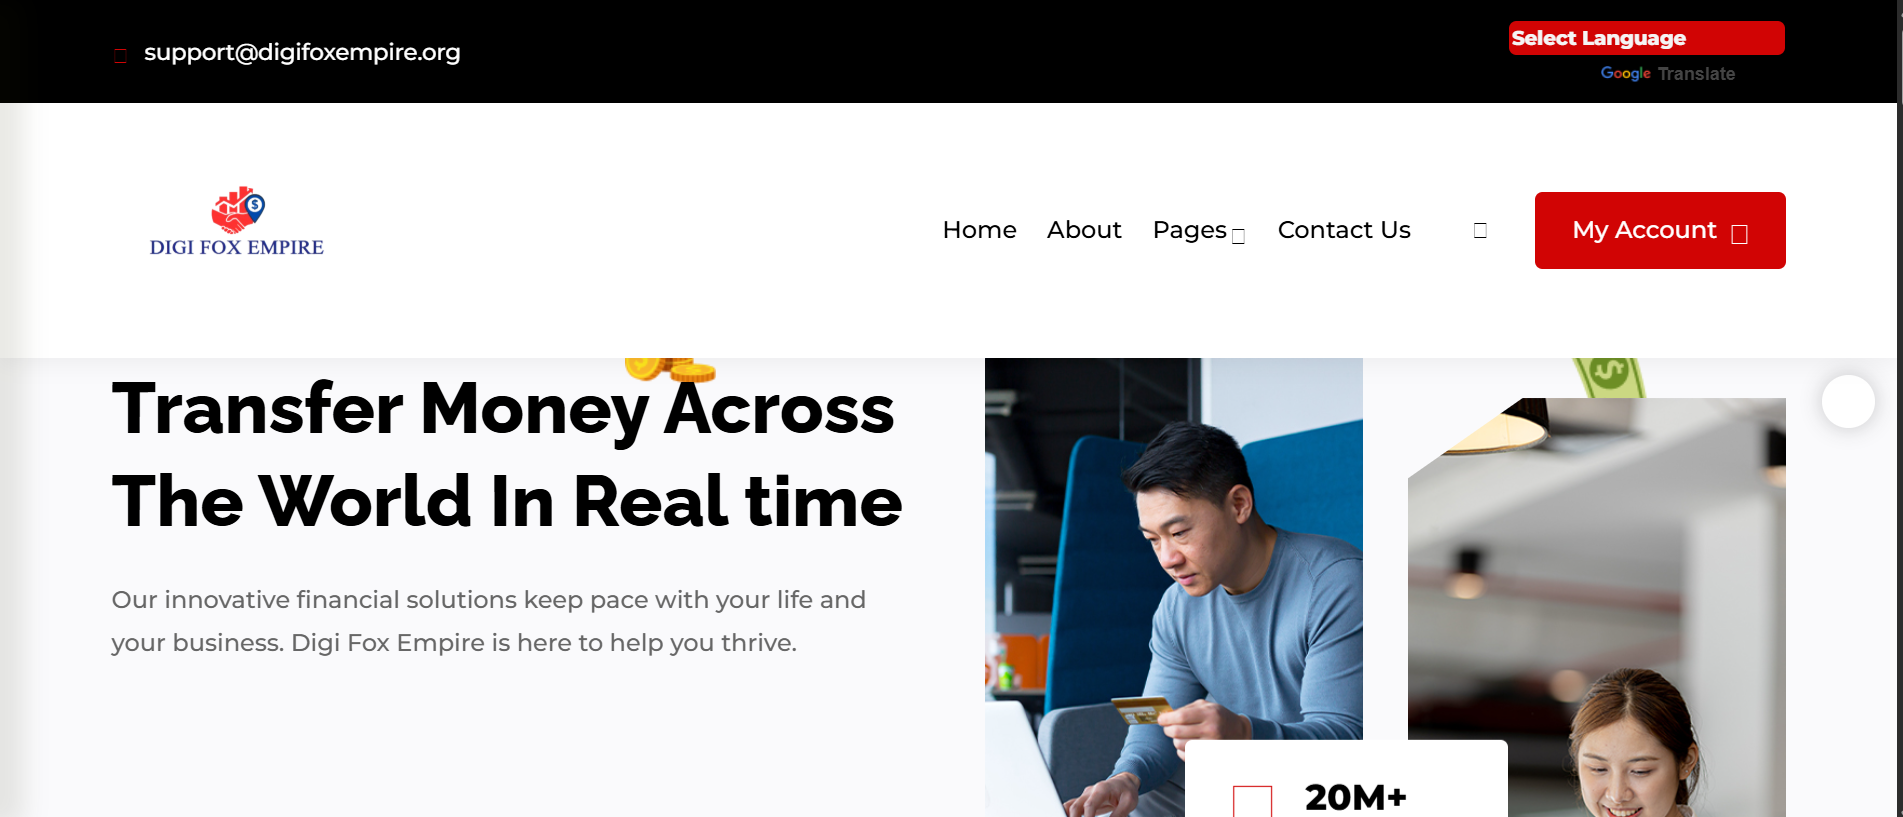 support@digifoxempire.org
Select Language
Google Translate
DIGI FOX EMPIRE
Home About Pages Contact Us
My Account
Transfer Money Across
The World In Real time
Our innovative financial solutions keep pace with your life and
your business. Digi Fox Empire is here to help you thrive.
20M+